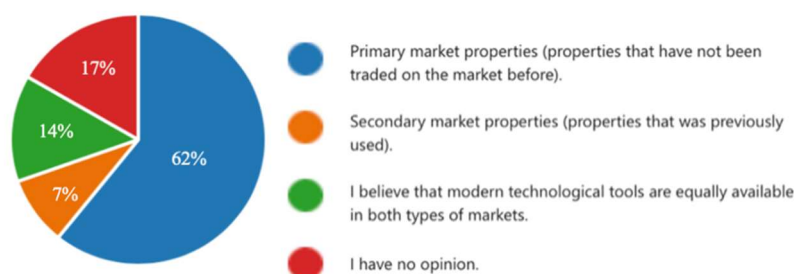 17%
14%
7%
62%
Primary market properties (properties that have not been
traded on the market before).
Secondary market properties (properties that was previously
used).
I believe that modern technological tools are equally available
in both types of markets.
I have no opinion.